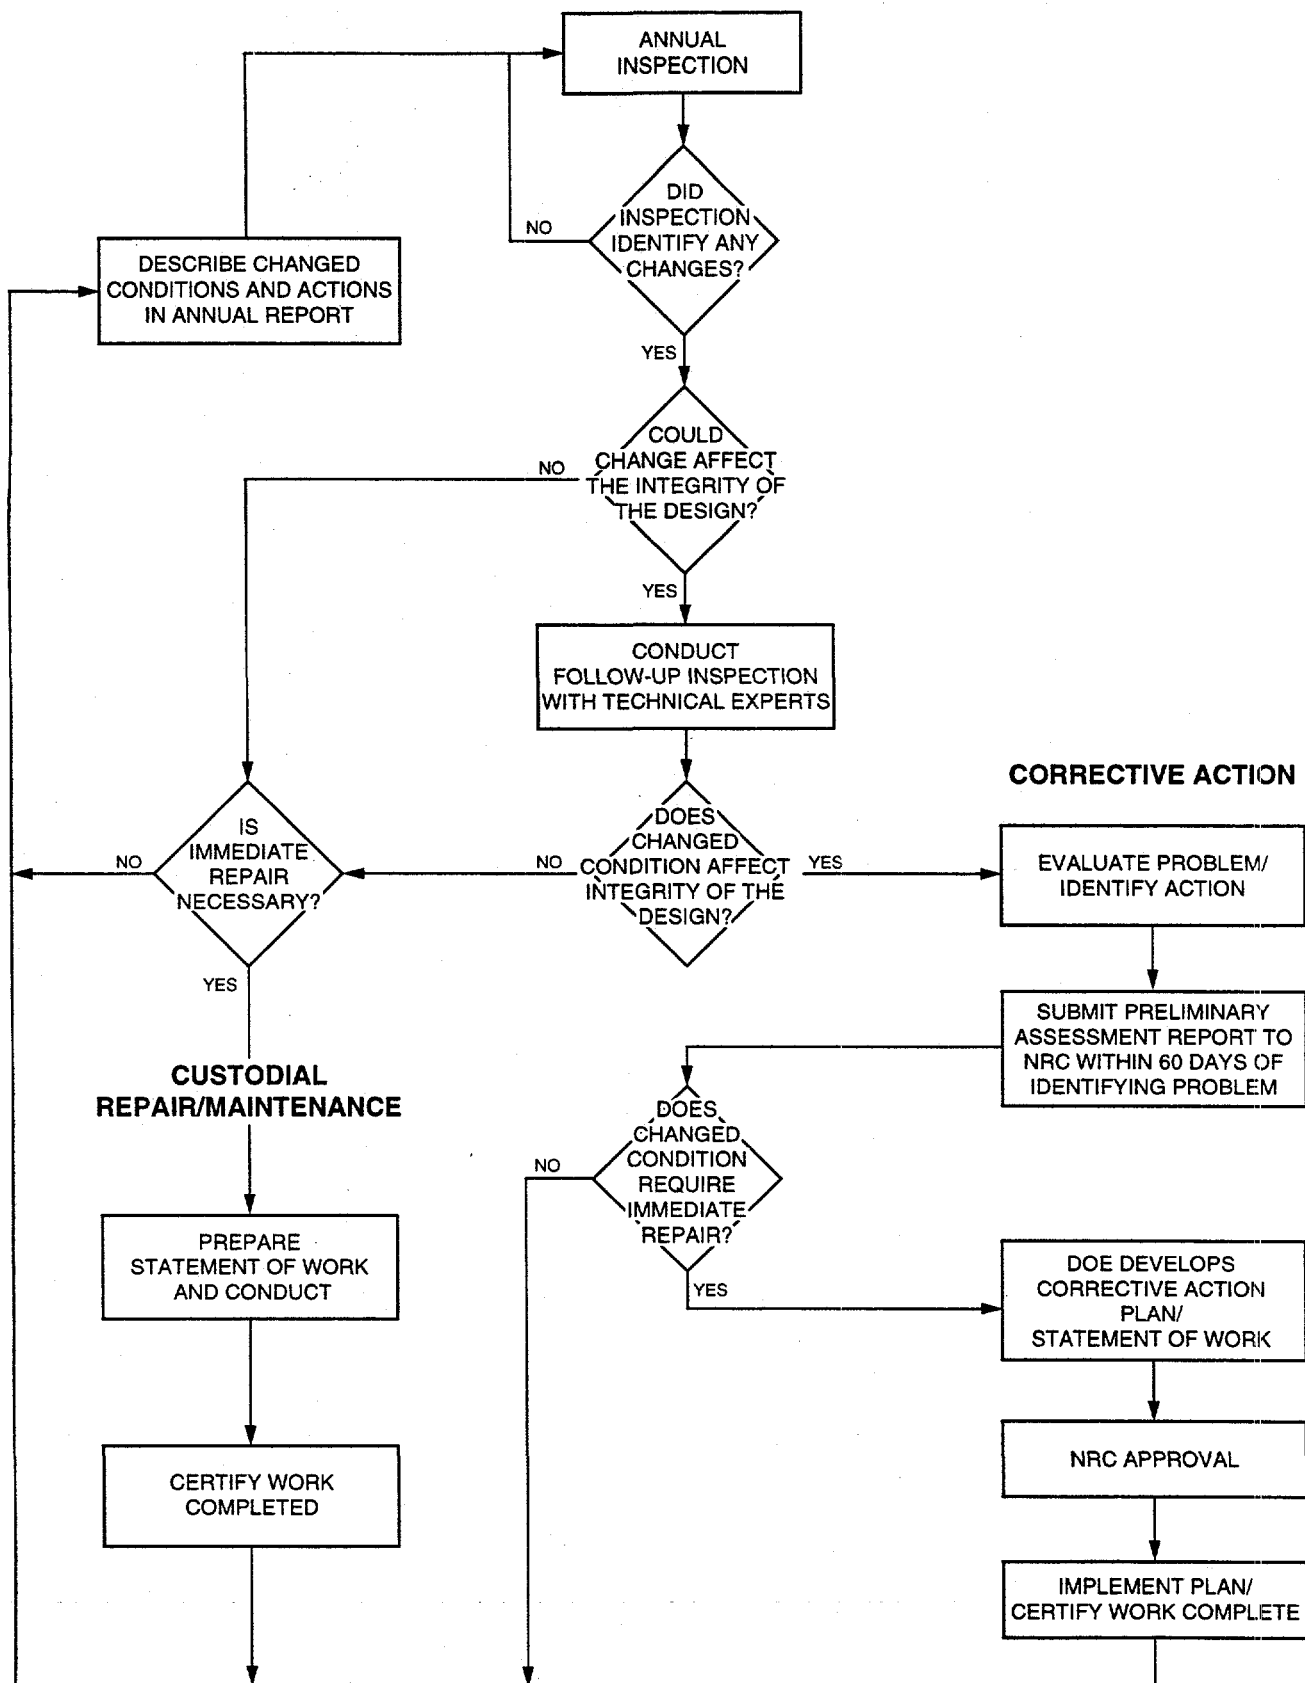 ANNUAL
INSPECTION
DID
INSPECTION
IDENTIFY ANY
CHANGES?
NO
YES
DESCRIBE CHANGED
CONDITIONS AND ACTIONS
IN ANNUAL REPORT
COULD
CHANGE AFFECT
THE INTEGRITY OF
THE DESIGN?
NO
YES
CONDUCT
FOLLOW-UP INSPECTION
WITH TECHNICAL EXPERTS
CORRECTIVE ACTION
IS
IMMEDIATE
REPAIR
NECESSARY?
NO
YES
DOES
CHANGED
CONDITION AFFECT
INTEGRITY OF THE
DESIGN?
NO
YES
EVALUATE PROBLEM/
IDENTIFY ACTION
SUBMIT PRELIMINARY
ASSESSMENT REPORT TO
NRC WITHIN 60 DAYS OF
IDENTIFYING PROBLEM
CUSTODIAL
REPAIR/MAINTENANCE
DOES
CHANGED
CONDITION
REQUIRE
IMMEDIATE
REPAIR?
NO
YES
PREPARE
STATEMENT OF WORK
AND CONDUCT
DOE DEVELOPS
CORRECTIVE ACTION
PLAN/
STATEMENT OF WORK
NRC APPROVAL
CERTIFY WORK
COMPLETED
IMPLEMENT PLAN/
CERTIFY WORK COMPLETE